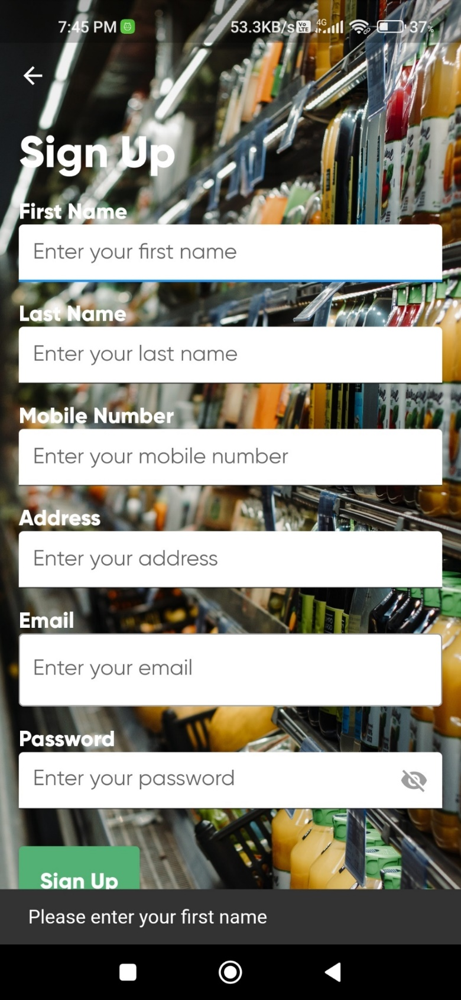 7:45 PM 53.3KB/s Vo LTE 4G 37%
Sign Up
First Name
Enter your first name
Last Name
Enter your last name
Mobile Number
Enter your mobile number
Address
Enter your address
Email
Enter your email
Password
Enter your password
Sign Up
Please enter your first name